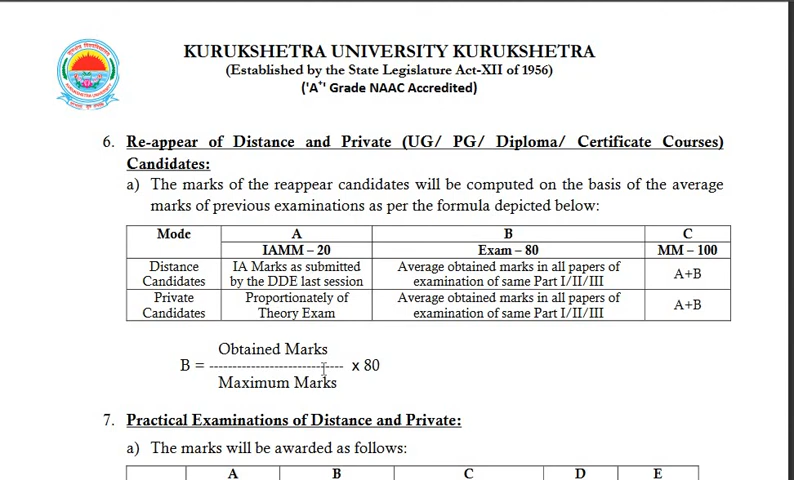 KURUKSHETRA UNIVERSITY KURUKSHETRA
(Established by the State Legislature Act-XII of 1956)
('A+' Grade NAAC Accredited)
6. Re-appear of Distance and Private (UG/ PG/ Diploma/ Certificate Courses)
Candidates:
a) The marks of the reappear candidates will be computed on the basis of the average
marks of previous examinations as per the formula depicted below:
Mode A B C
IAMM – 20 Exam – 80 MM – 100
Distance Candidates IA Marks as submitted by the DDE last session Average obtained marks in all papers of examination of same Part I/II/III A+B
Private Candidates Proportionately of Theory Exam Average obtained marks in all papers of examination of same Part I/II/III A+B
Obtained Marks
B = --------------------------- x 80
Maximum Marks
7. Practical Examinations of Distance and Private:
a) The marks will be awarded as follows:
A B C D E